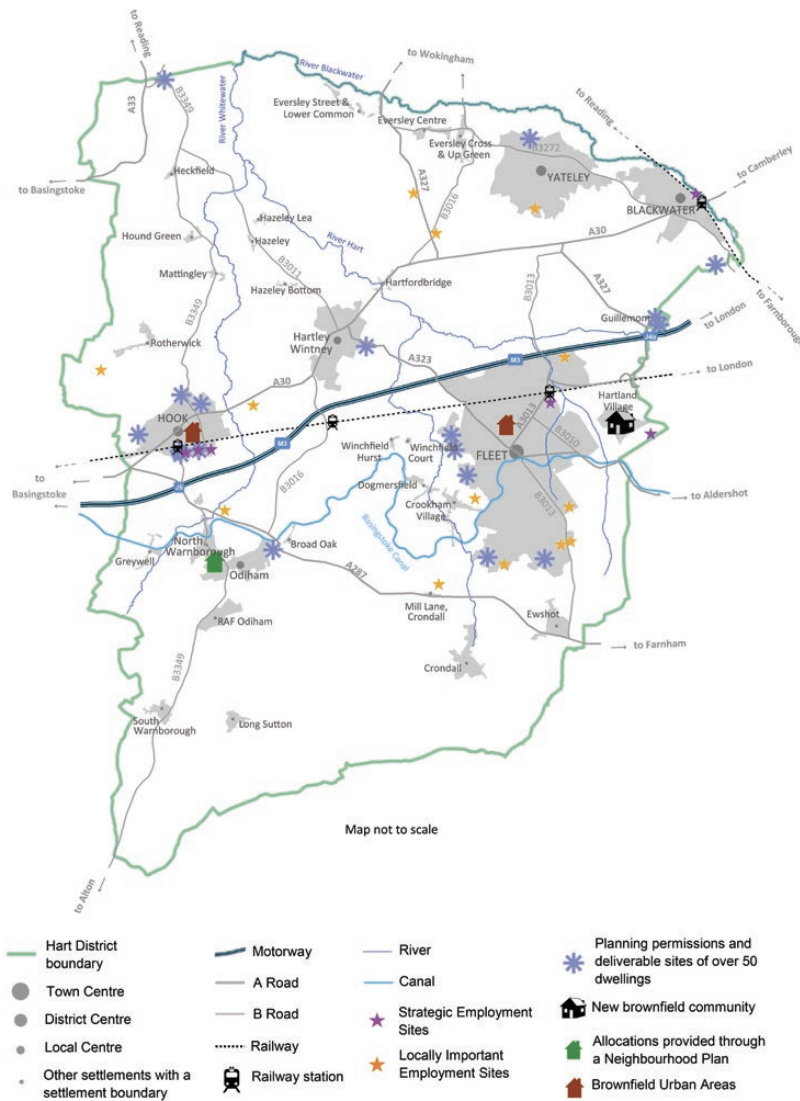 to Reading
A33
B3349
River Whitewater
River Blackwater
to Wokingham
Eversley Street &
Lower Common
Eversley Centre
Eversley Cross
& Up Green
B3272
YATELEY
to Reading
to Camberley
BLACKWATER
to Basingstoke
Heckfield
A327
B3016
Hazeley Lea
Hound Green
Hazeley
River Hart
A30
Mattingley
B3011
Hazeley Bottom
Hartfordbridge
B3013
A327
to Farnborough
B3349
Guillemont
to London
J4a
Rotherwick
Hartley
Wintney
A323
M3
A30
to London
Hartland
Village
HOOK
A3013
B3010
M3
Winchfield
Hurst
Winchfield
Court
FLEET
to
Basingstoke
B3016
Dogmersfield
Crookham
Village
to Aldershot
B3013
North
Warnborough
Broad Oak
Basingstoke Canal
Greywell
Odiham
A287
Mill Lane,
Crondall
RAF Odiham
Ewshot
to Farnham
B3349
Crondall
South
Warnborough
Long Sutton
Map not to scale
to Alton
Hart District
boundary
Town Centre
District Centre
Local Centre
Other settlements with a
settlement boundary
Motorway
A Road
B Road
Railway
Railway station
River
Canal
Strategic Employment
Sites
Locally Important
Employment Sites
Planning permissions and
deliverable sites of over 50
dwellings
New brownfield community
Allocations provided through
a Neighbourhood Plan
Brownfield Urban Areas